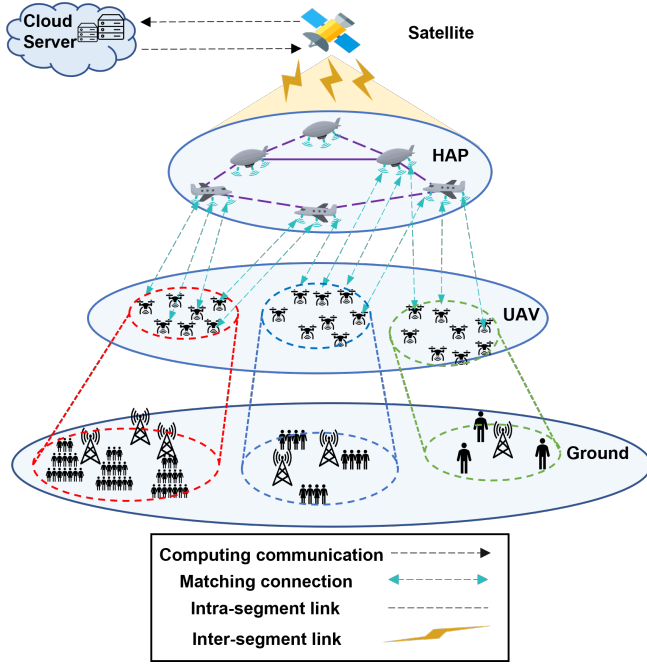 Cloud
Server
Satellite
HAP
UAV
Ground
Computing communication
Matching connection
Intra-segment link
Inter-segment link